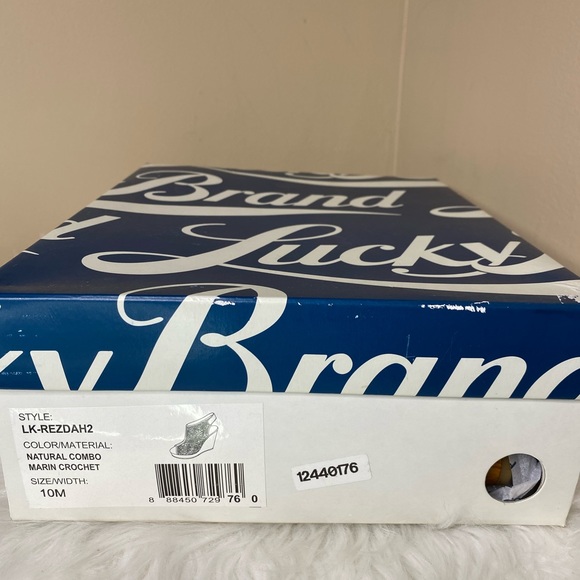 Brand
d Lucky
ky Brand
STYLE:
LK-REZDAH2
COLOR/MATERIAL:
NATURAL COMBO
MARIN CROCHET
SIZE/WIDTH:
10M
8 88450 729 76 0
12440176